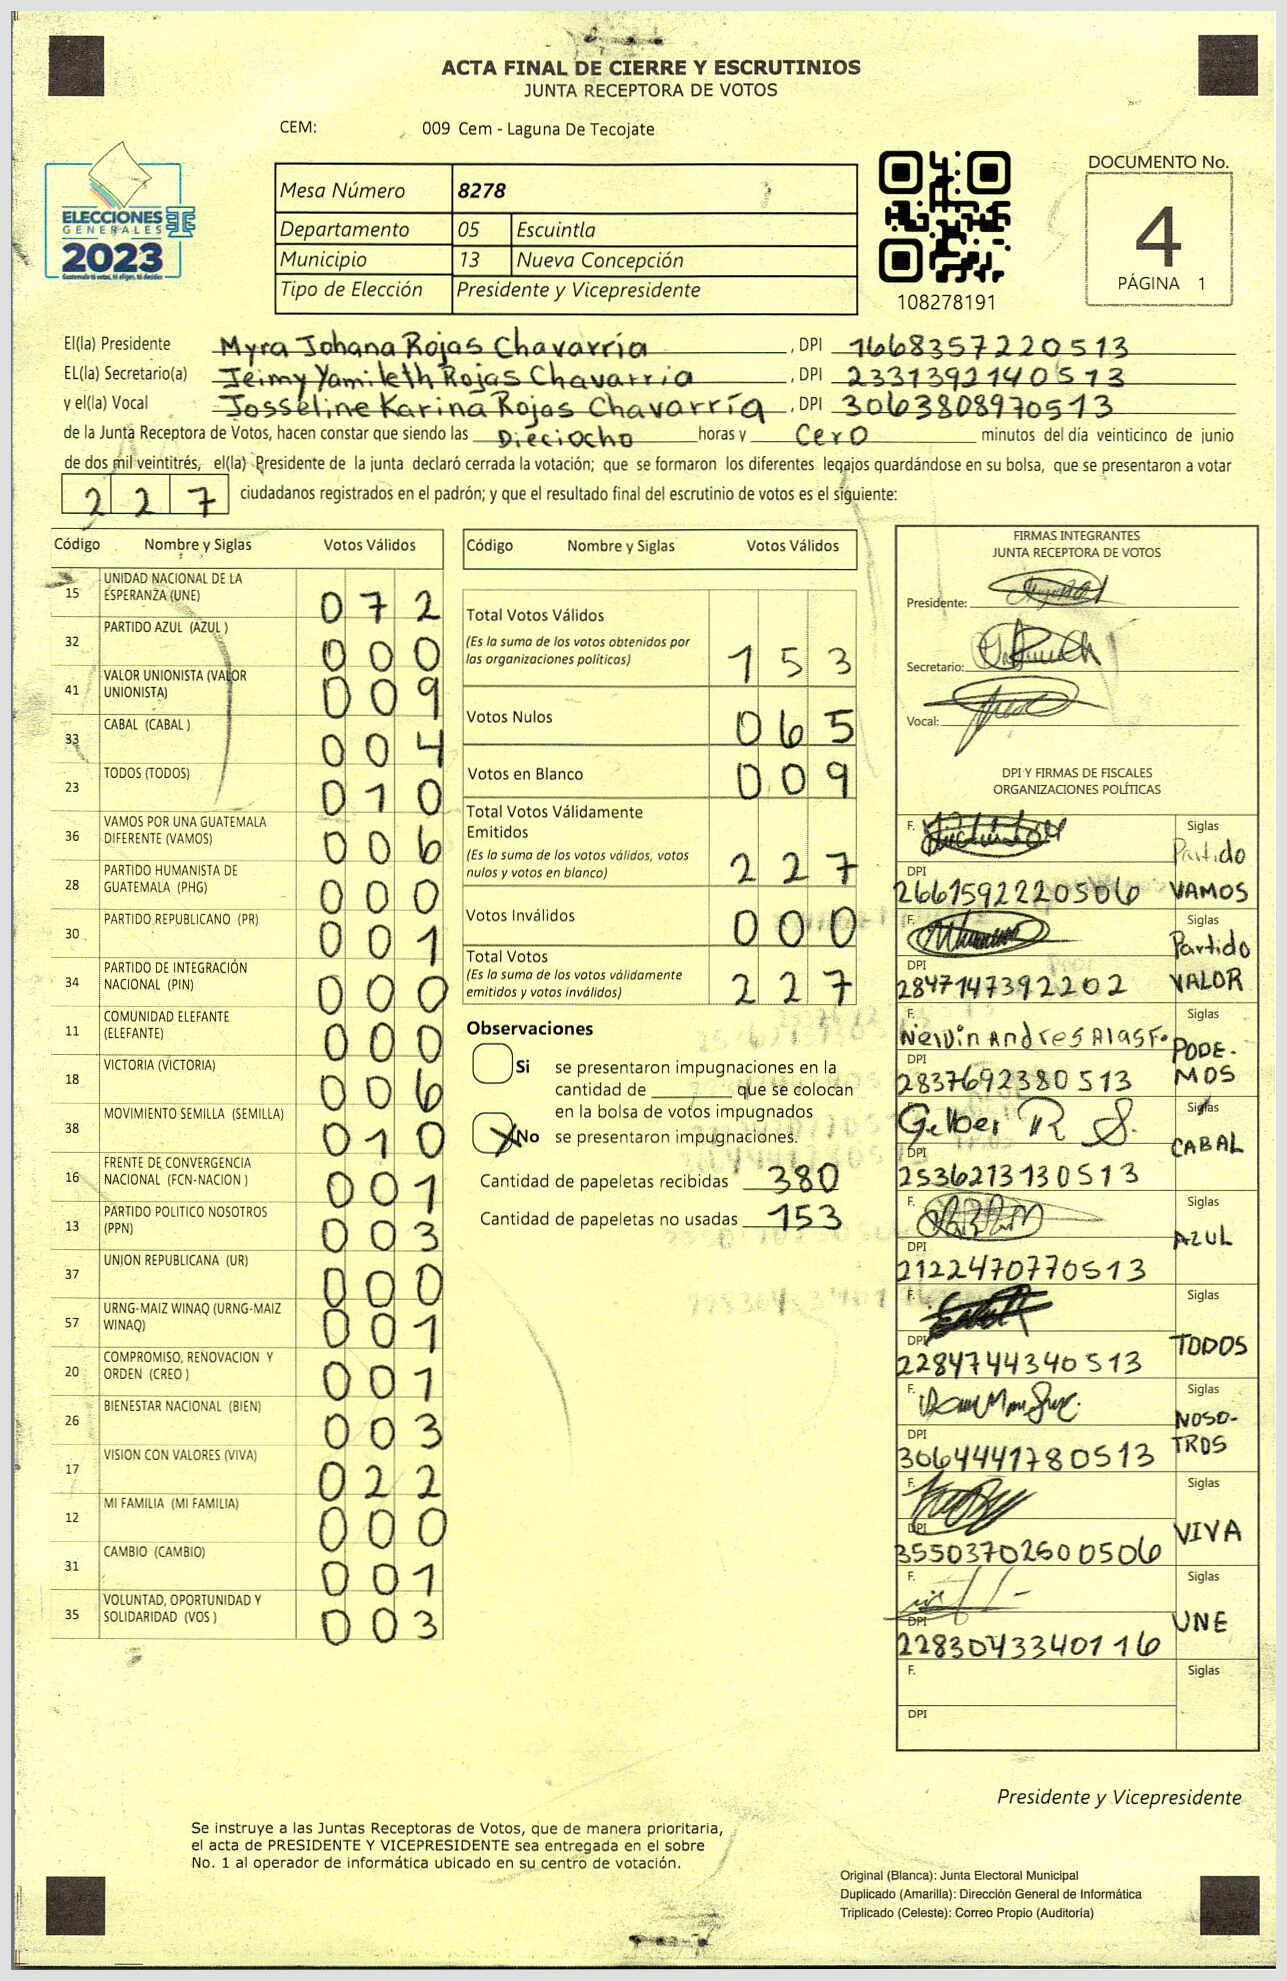 ACTA FINAL DE CIERRE Y ESCRUTINIOS
JUNTA RECEPTORA DE VOTOS
CEM: 009 Cem - Laguna De Tecojate
ELECCIONES
GENERALES
2023
Mesa Número 8278
Departamento 05 Escuintla
Municipio 13 Nueva Concepción
Tipo de Elección Presidente y Vicepresidente
108278191
DOCUMENTO No.
4
PÁGINA 1
El(la) Presidente Myra Johana Rojas Chavarría , DPI 1668357220513
EL(la) Secretario(a) Jeimy Yamileth Rojas Chavarria , DPI 2331392140513
y el(la) Vocal Josseline Karina Rojas Chavarría , DPI 3063808970513
de la Junta Receptora de Votos, hacen constar que siendo las Dieciocho horas y Cero minutos del día veinticinco de junio
de dos mil veintitrés, el(la) Presidente de la junta declaró cerrada la votación; que se formaron los diferentes legajos guardándose en su bolsa, que se presentaron a votar
227 ciudadanos registrados en el padrón; y que el resultado final del escrutinio de votos es el siguiente:
Código Nombre y Siglas Votos Válidos
15 UNIDAD NACIONAL DE LA ESPERANZA (UNE) 072
32 PARTIDO AZUL (AZUL ) 000
41 VALOR UNIONISTA (VALOR UNIONISTA) 009
33 CABAL (CABAL ) 004
23 TODOS (TODOS) 010
36 VAMOS POR UNA GUATEMALA DIFERENTE (VAMOS) 006
28 PARTIDO HUMANISTA DE GUATEMALA (PHG) 000
30 PARTIDO REPUBLICANO (PR) 001
34 PARTIDO DE INTEGRACIÓN NACIONAL (PIN) 000
11 COMUNIDAD ELEFANTE (ELEFANTE) 000
18 VICTORIA (VICTORIA) 006
38 MOVIMIENTO SEMILLA (SEMILLA) 010
16 FRENTE DE CONVERGENCIA NACIONAL (FCN-NACION ) 001
13 PARTIDO POLITICO NOSOTROS (PPN) 003
37 UNION REPUBLICANA (UR) 000
57 URNG-MAIZ WINAQ (URNG-MAIZ WINAQ) 001
20 COMPROMISO, RENOVACION Y ORDEN (CREO ) 001
26 BIENESTAR NACIONAL (BIEN) 003
17 VISION CON VALORES (VIVA) 022
12 MI FAMILIA (MI FAMILIA) 000
31 CAMBIO (CAMBIO) 001
35 VOLUNTAD, OPORTUNIDAD Y SOLIDARIDAD (VOS ) 003
Código Nombre y Siglas Votos Válidos
Total Votos Válidos
(Es la suma de los votos obtenidos por
las organizaciones políticas) 153
Votos Nulos 065
Votos en Blanco 009
Total Votos Válidamente
Emitidos
(Es la suma de los votos válidos, votos
nulos y votos en blanco) 227
Votos Inválidos 000
Total Votos
(Es la suma de los votos válidamente
emitidos y votos inválidos) 227
Observaciones
Si se presentaron impugnaciones en la
cantidad de ________ que se colocan
en la bolsa de votos impugnados
X No se presentaron impugnaciones.
Cantidad de papeletas recibidas 380
Cantidad de papeletas no usadas 153
FIRMAS INTEGRANTES
JUNTA RECEPTORA DE VOTOS
Presidente:
Secretario:
Vocal:
DPI Y FIRMAS DE FISCALES
ORGANIZACIONES POLÍTICAS
F. Siglas
DPI 2661592220506 Partido VAMOS
F. Siglas
DPI 2847147392202 Partido VALOR
F. Nelvin Andres Alas F. Siglas
DPI 2837692380513 PODE-MOS
F. Gelber R S. Siglas
DPI 2536213130513 CABAL
F. Siglas
DPI 2122470770513 AZUL
F. Siglas
DPI 2284744340513 TODOS
F. Siglas
DPI 3064441780513 NOSO-TROS
F. Siglas
DPI 35503702600506 VIVA
F. Siglas
DPI 2283043340116 UNE
F. Siglas
DPI
Presidente y Vicepresidente
Se instruye a las Juntas Receptoras de Votos, que de manera prioritaria,
el acta de PRESIDENTE Y VICEPRESIDENTE sea entregada en el sobre
No. 1 al operador de informática ubicado en su centro de votación.
Original (Blanca): Junta Electoral Municipal
Duplicado (Amarilla): Dirección General de Informática
Triplicado (Celeste): Correo Propio (Auditoría)